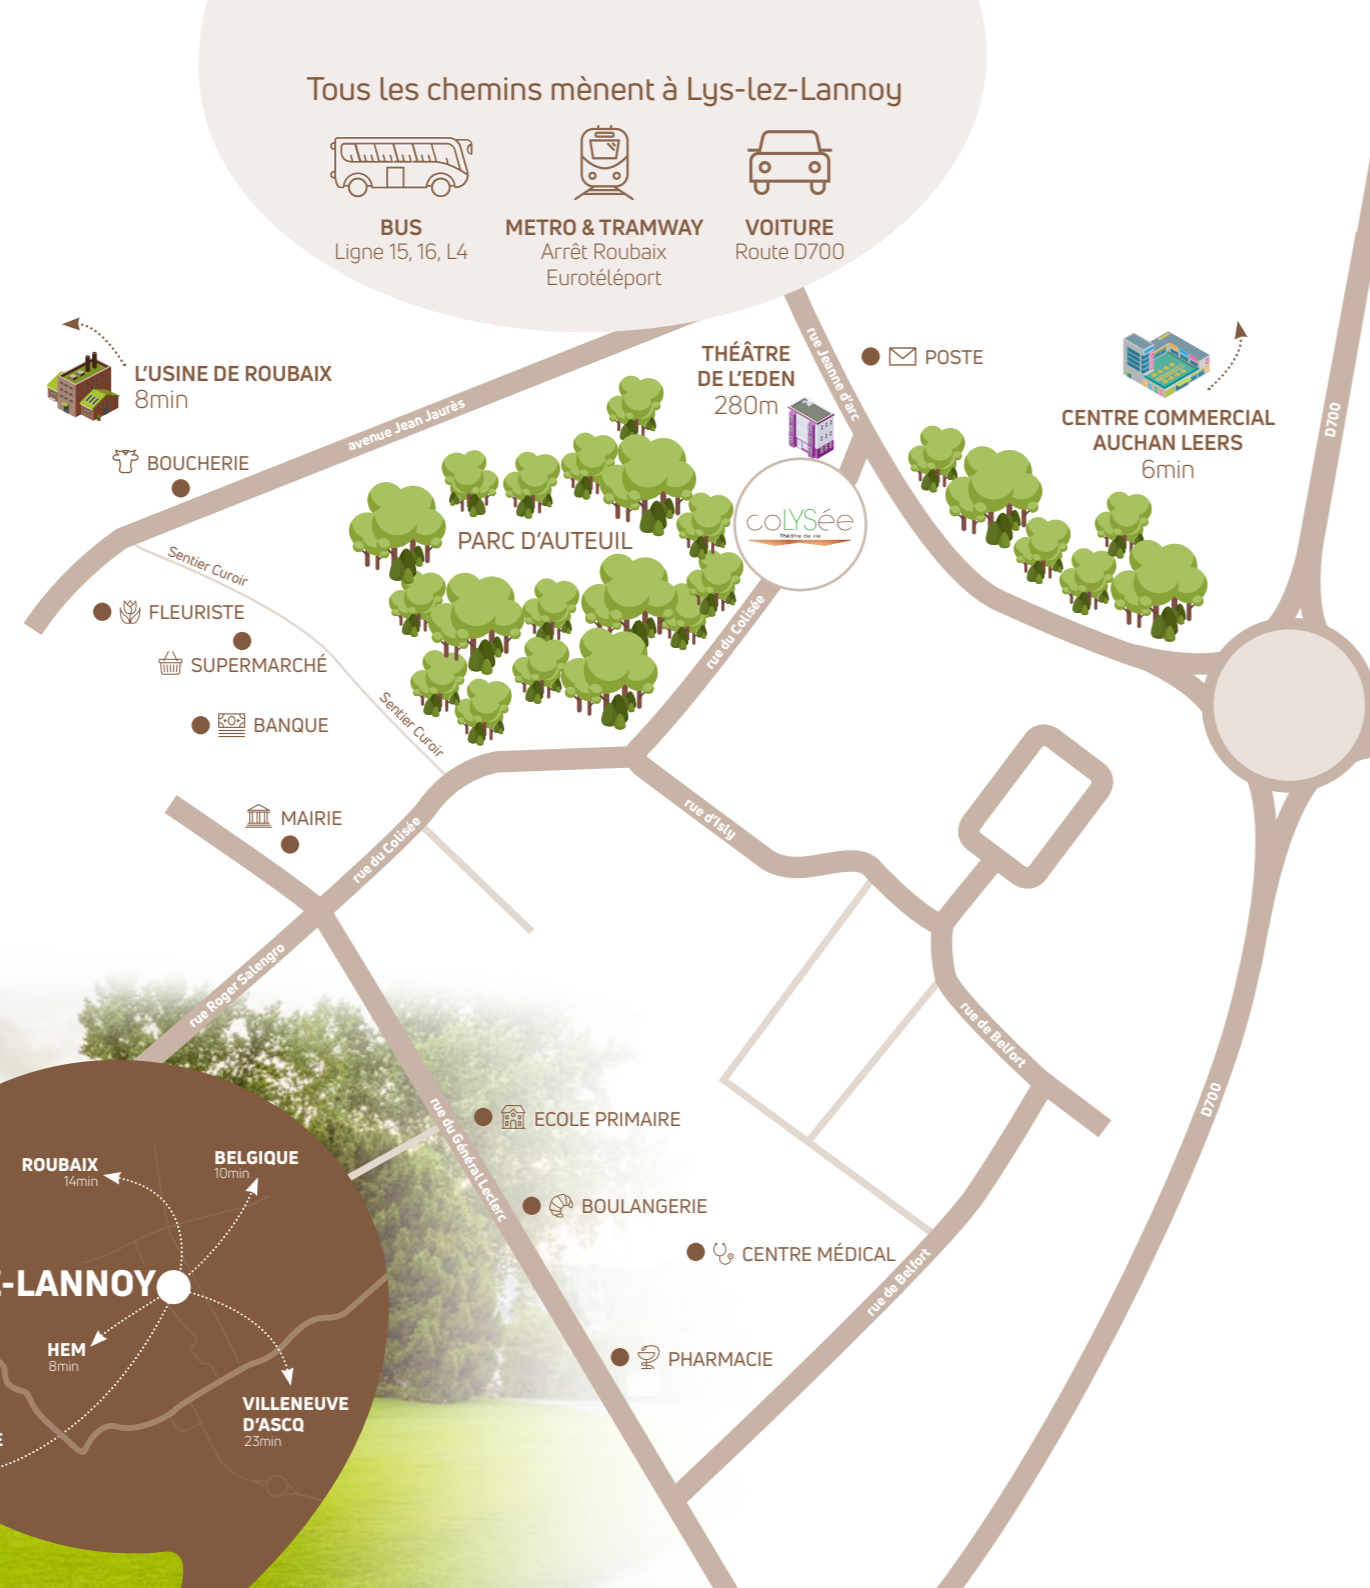 Tous les chemins mènent à Lys-lez-Lannoy
BUS
Ligne 15, 16, L4
METRO & TRAMWAY
Arrêt Roubaix
Eurotéléport
VOITURE
Route D700
L'USINE DE ROUBAIX
8min
THÉÂTRE
DE L'EDEN
280m
rue Jeanne d'arc
POSTE
CENTRE COMMERCIAL
AUCHAN LEERS
6min
D700
avenue Jean Jaurès
BOUCHERIE
PARC D'AUTEUIL
coLYSée
Théâtre de vie
Sentier Curoir
FLEURISTE
SUPERMARCHÉ
rue du Colisée
Sentier Curoir
BANQUE
MAIRIE
rue du Colisée
rue d'Isly
rue Roger Salengro
rue de Belfort
D700
rue du Général Leclerc
ECOLE PRIMAIRE
BOULANGERIE
CENTRE MÉDICAL
rue de Belfort
PHARMACIE
ROUBAIX
14min
BELGIQUE
10min
-LANNOY
HEM
8min
VILLENEUVE
D'ASCQ
23min